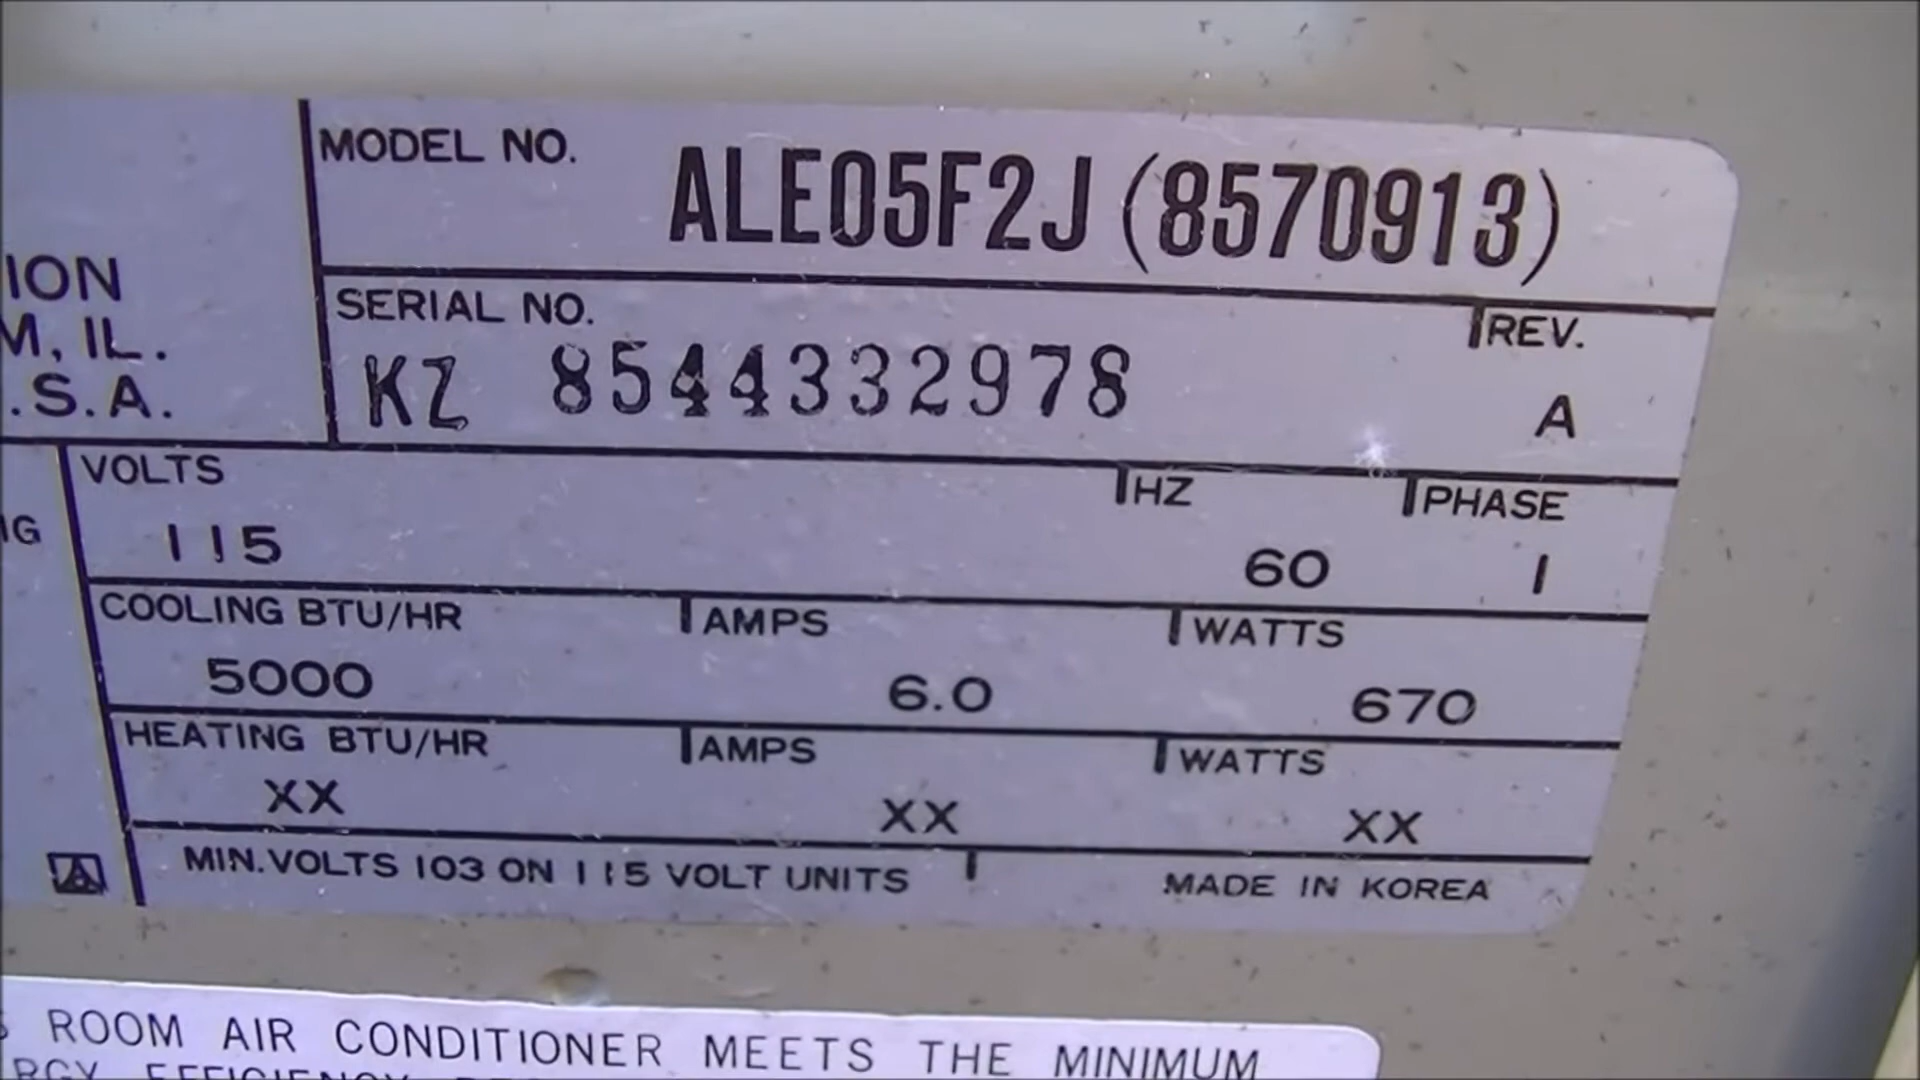 MODEL NO. ALE05F2J (8570913)
ION
M, IL.
.S.A.
SERIAL NO. REV.
KZ 8544332978 A
VOLTS HZ PHASE
115 60 1
COOLING BTU/HR AMPS WATTS
5000 6.0 670
HEATING BTU/HR AMPS WATTS
XX XX XX
MIN. VOLTS 103 ON 115 VOLT UNITS MADE IN KOREA
ROOM AIR CONDITIONER MEETS THE MINIMUM